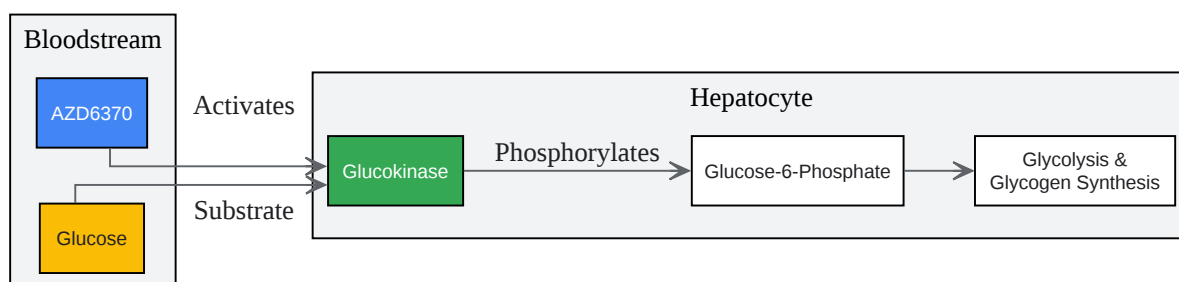 Bloodstream
AZD6370
Activates
Hepatocyte
Glucokinase
Phosphorylates
Glucose-6-Phosphate
Glycolysis &
Glycogen Synthesis
Substrate
Glucose